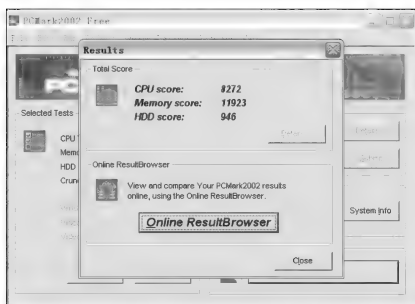 PCMark2002 Free
Results
Total Score
CPU score: 8272
Memory score: 11923
HDD score: 946
Selected Tests
CPU
Mem
HDD
Crun
Online ResultBrowser
View and compare Your PCMark2002 results
online, using the Online ResultBrowser.
Online ResultBrowser
System Info
Close